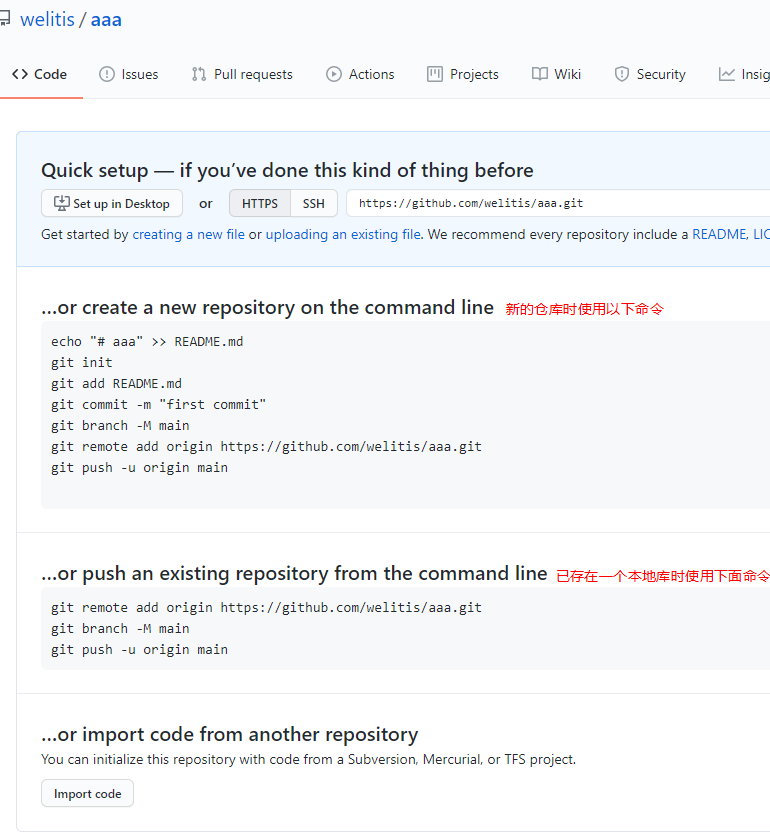 welitis / aaa
Code Issues Pull requests Actions Projects Wiki Security Insig
Quick setup — if you’ve done this kind of thing before
Set up in Desktop or HTTPS SSH https://github.com/welitis/aaa.git
Get started by creating a new file or uploading an existing file. We recommend every repository include a README, LIC
…or create a new repository on the command line 新的仓库时使用以下命令
echo "# aaa" >> README.md
git init
git add README.md
git commit -m "first commit"
git branch -M main
git remote add origin https://github.com/welitis/aaa.git
git push -u origin main
…or push an existing repository from the command line 已存在一个本地库时使用下面命令
git remote add origin https://github.com/welitis/aaa.git
git branch -M main
git push -u origin main
…or import code from another repository
You can initialize this repository with code from a Subversion, Mercurial, or TFS project.
Import code